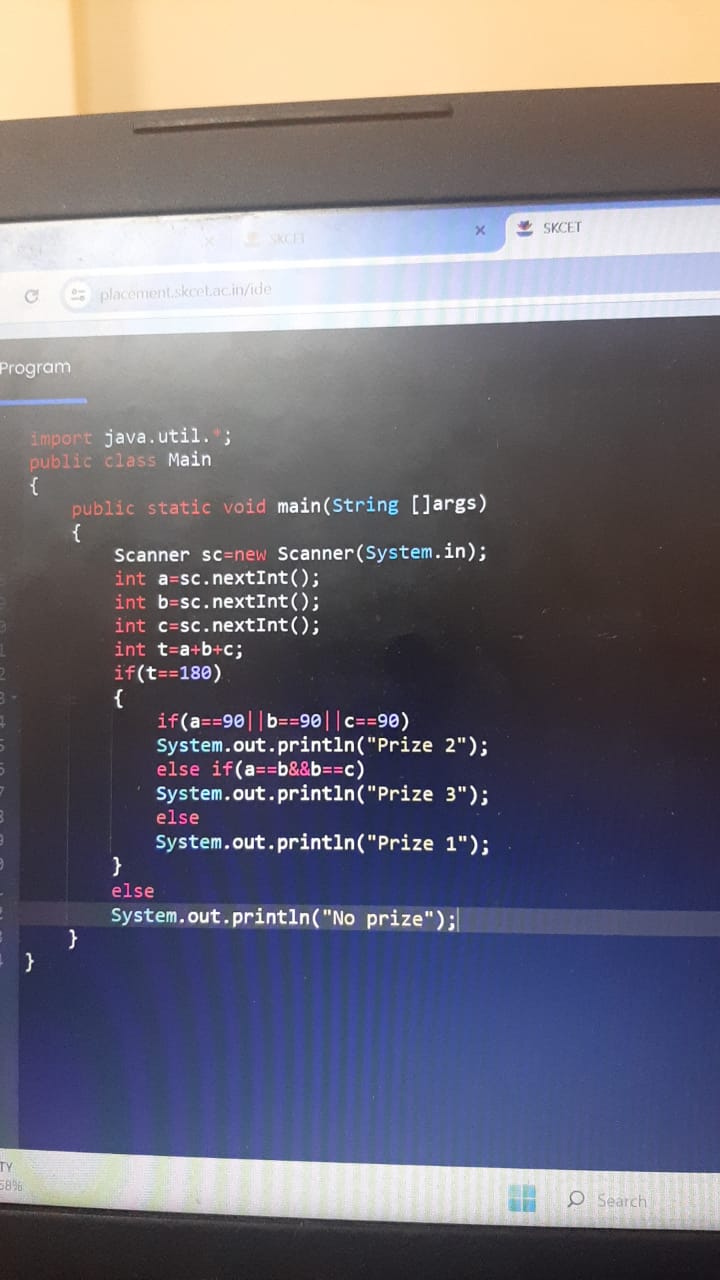 SKCET
SKCET
placement.skcet.ac.in/ide
Program
import java.util.*;
public class Main
{
public static void main(String []args)
{
Scanner sc=new Scanner(System.in);
int a=sc.nextInt();
int b=sc.nextInt();
int c=sc.nextInt();
int t=a+b+c;
if(t==180)
{
if(a==90||b==90||c==90)
System.out.println("Prize 2");
else if(a==b&&b==c)
System.out.println("Prize 3");
else
System.out.println("Prize 1");
}
else
System.out.println("No prize");
}
}
58%
Search